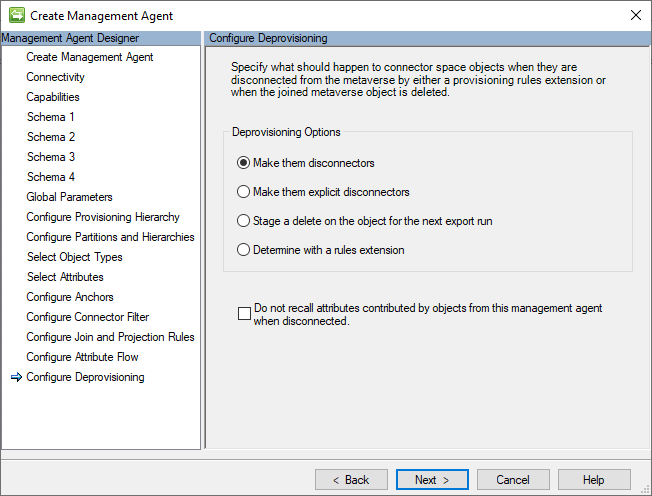 Create Management Agent
Management Agent Designer
Create Management Agent
Connectivity
Capabilities
Schema 1
Schema 2
Schema 3
Schema 4
Global Parameters
Configure Provisioning Hierarchy
Configure Partitions and Hierarchies
Select Object Types
Select Attributes
Configure Anchors
Configure Connector Filter
Configure Join and Projection Rules
Configure Attribute Flow
Configure Deprovisioning
Configure Deprovisioning
Specify what should happen to connector space objects when they are
disconnected from the metaverse by either a provisioning rules extension or
when the joined metaverse object is deleted.
Deprovisioning Options
Make them disconnectors
Make them explicit disconnectors
Stage a delete on the object for the next export run
Determine with a rules extension
Do not recall attributes contributed by objects from this management agent
when disconnected.
< Back
Next >
Cancel
Help